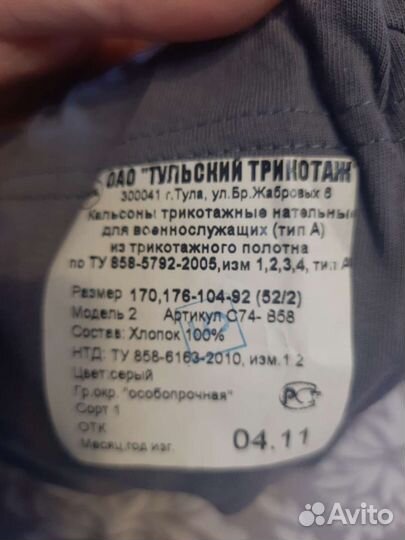 ОАО "ТУЛЬСКИЙ ТРИКОТАЖ
300041 г.Тула, ул.Бр.Жабровых 6
Кальсоны трикотажные нательные
для военнослужащих (тип А)
из трикотажного полотна
по ТУ 858-5792-2005,изм 1,2,3,4, тип А
Размер 170,176-104-92 (52/2)
Модель 2 Артикул С74- 858
Состав: Хлопок 100%
НТД: ТУ 858-6163-2010, изм.1.2
Цвет:серый
Гр.окр. "особопрочная"
Сорт 1
ОТК
Месяц,год изг. 04.11
Avito